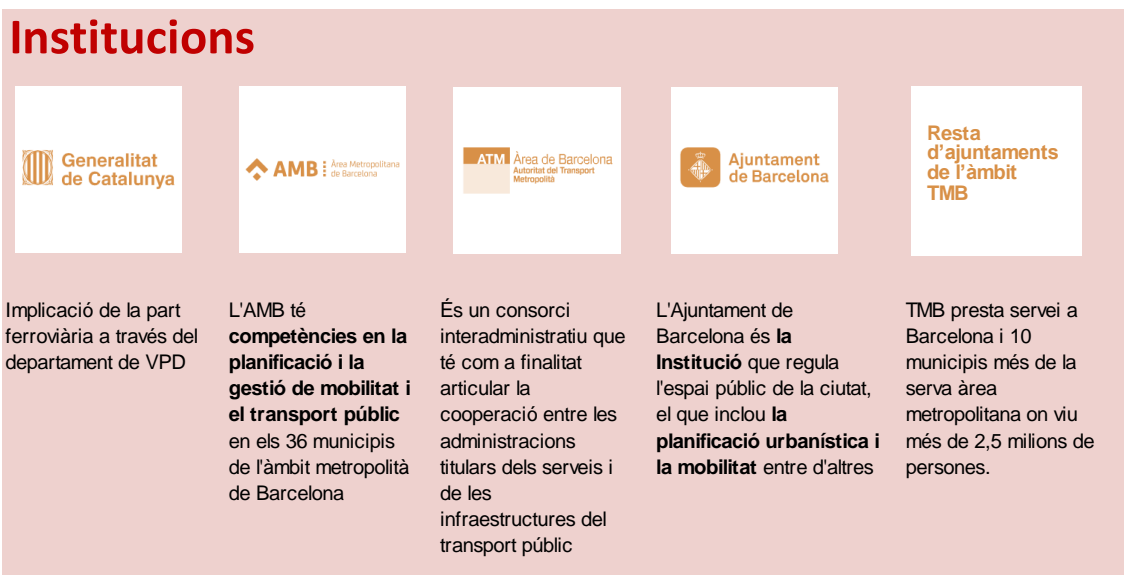 Institucions
Generalitat
de Catalunya
AMB
Àrea Metropolitana
de Barcelona
ATM Àrea de Barcelona
Autoritat del Transport
Metropolità
Ajuntament
de Barcelona
Resta
d'ajuntaments
de l'àmbit
TMB
Implicació de la part
ferroviària a través del
departament de VPD
L'AMB té
competències en la
planificació i la
gestió de mobilitat i
el transport públic
en els 36 municipis
de l'àmbit metropolità
de Barcelona
És un consorci
interadministratiu que
té com a finalitat
articular la
cooperació entre les
administracions
titulars dels serveis i
de les
infraestructures del
transport públic
L'Ajuntament de
Barcelona és la
Institució que regula
l'espai públic de la ciutat,
el que inclou la
planificació urbanística i
la mobilitat entre d'altres
TMB presta servei a
Barcelona i 10
municipis més de la
serva àrea
metropolitana on viu
més de 2,5 milions de
persones.